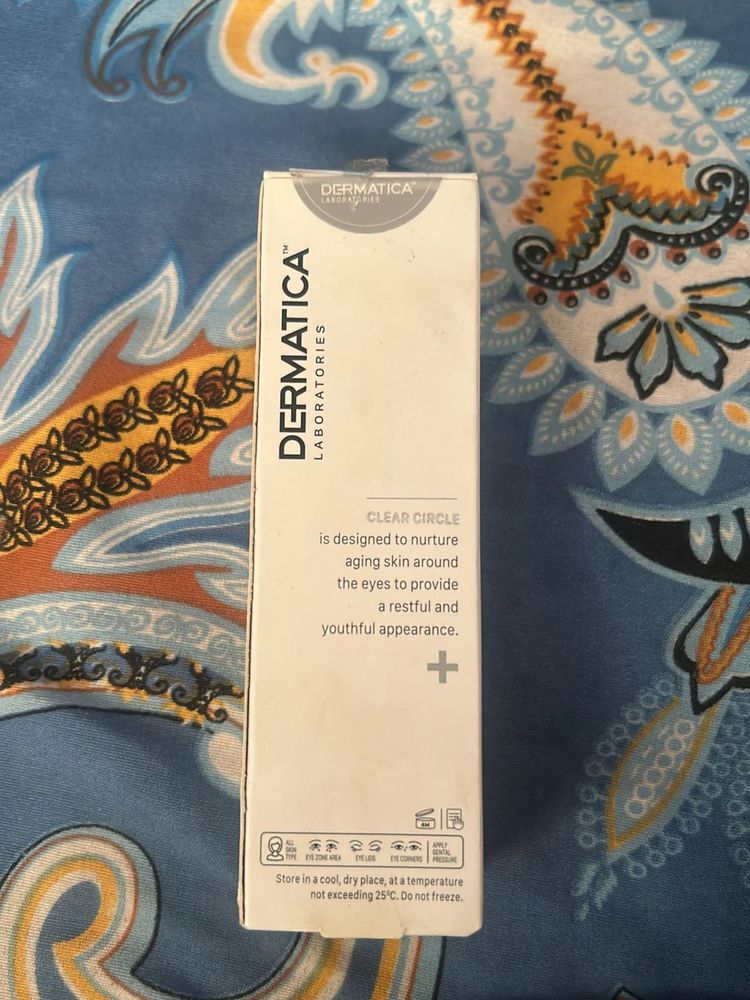 DERMATICA™
LABORATORIES
DERMATICA™
LABORATORIES
CLEAR CIRCLE
is designed to nurture
aging skin around
the eyes to provide
a restful and
youthful appearance.
4M
ALL
SKIN
TYPE
EYE ZONE AREA
EYE LIDS
EYE CORNERS
APPLY
GENTAL
PRESSURE
Store in a cool, dry place, at a temperature
not exceeding 25°C. Do not freeze.